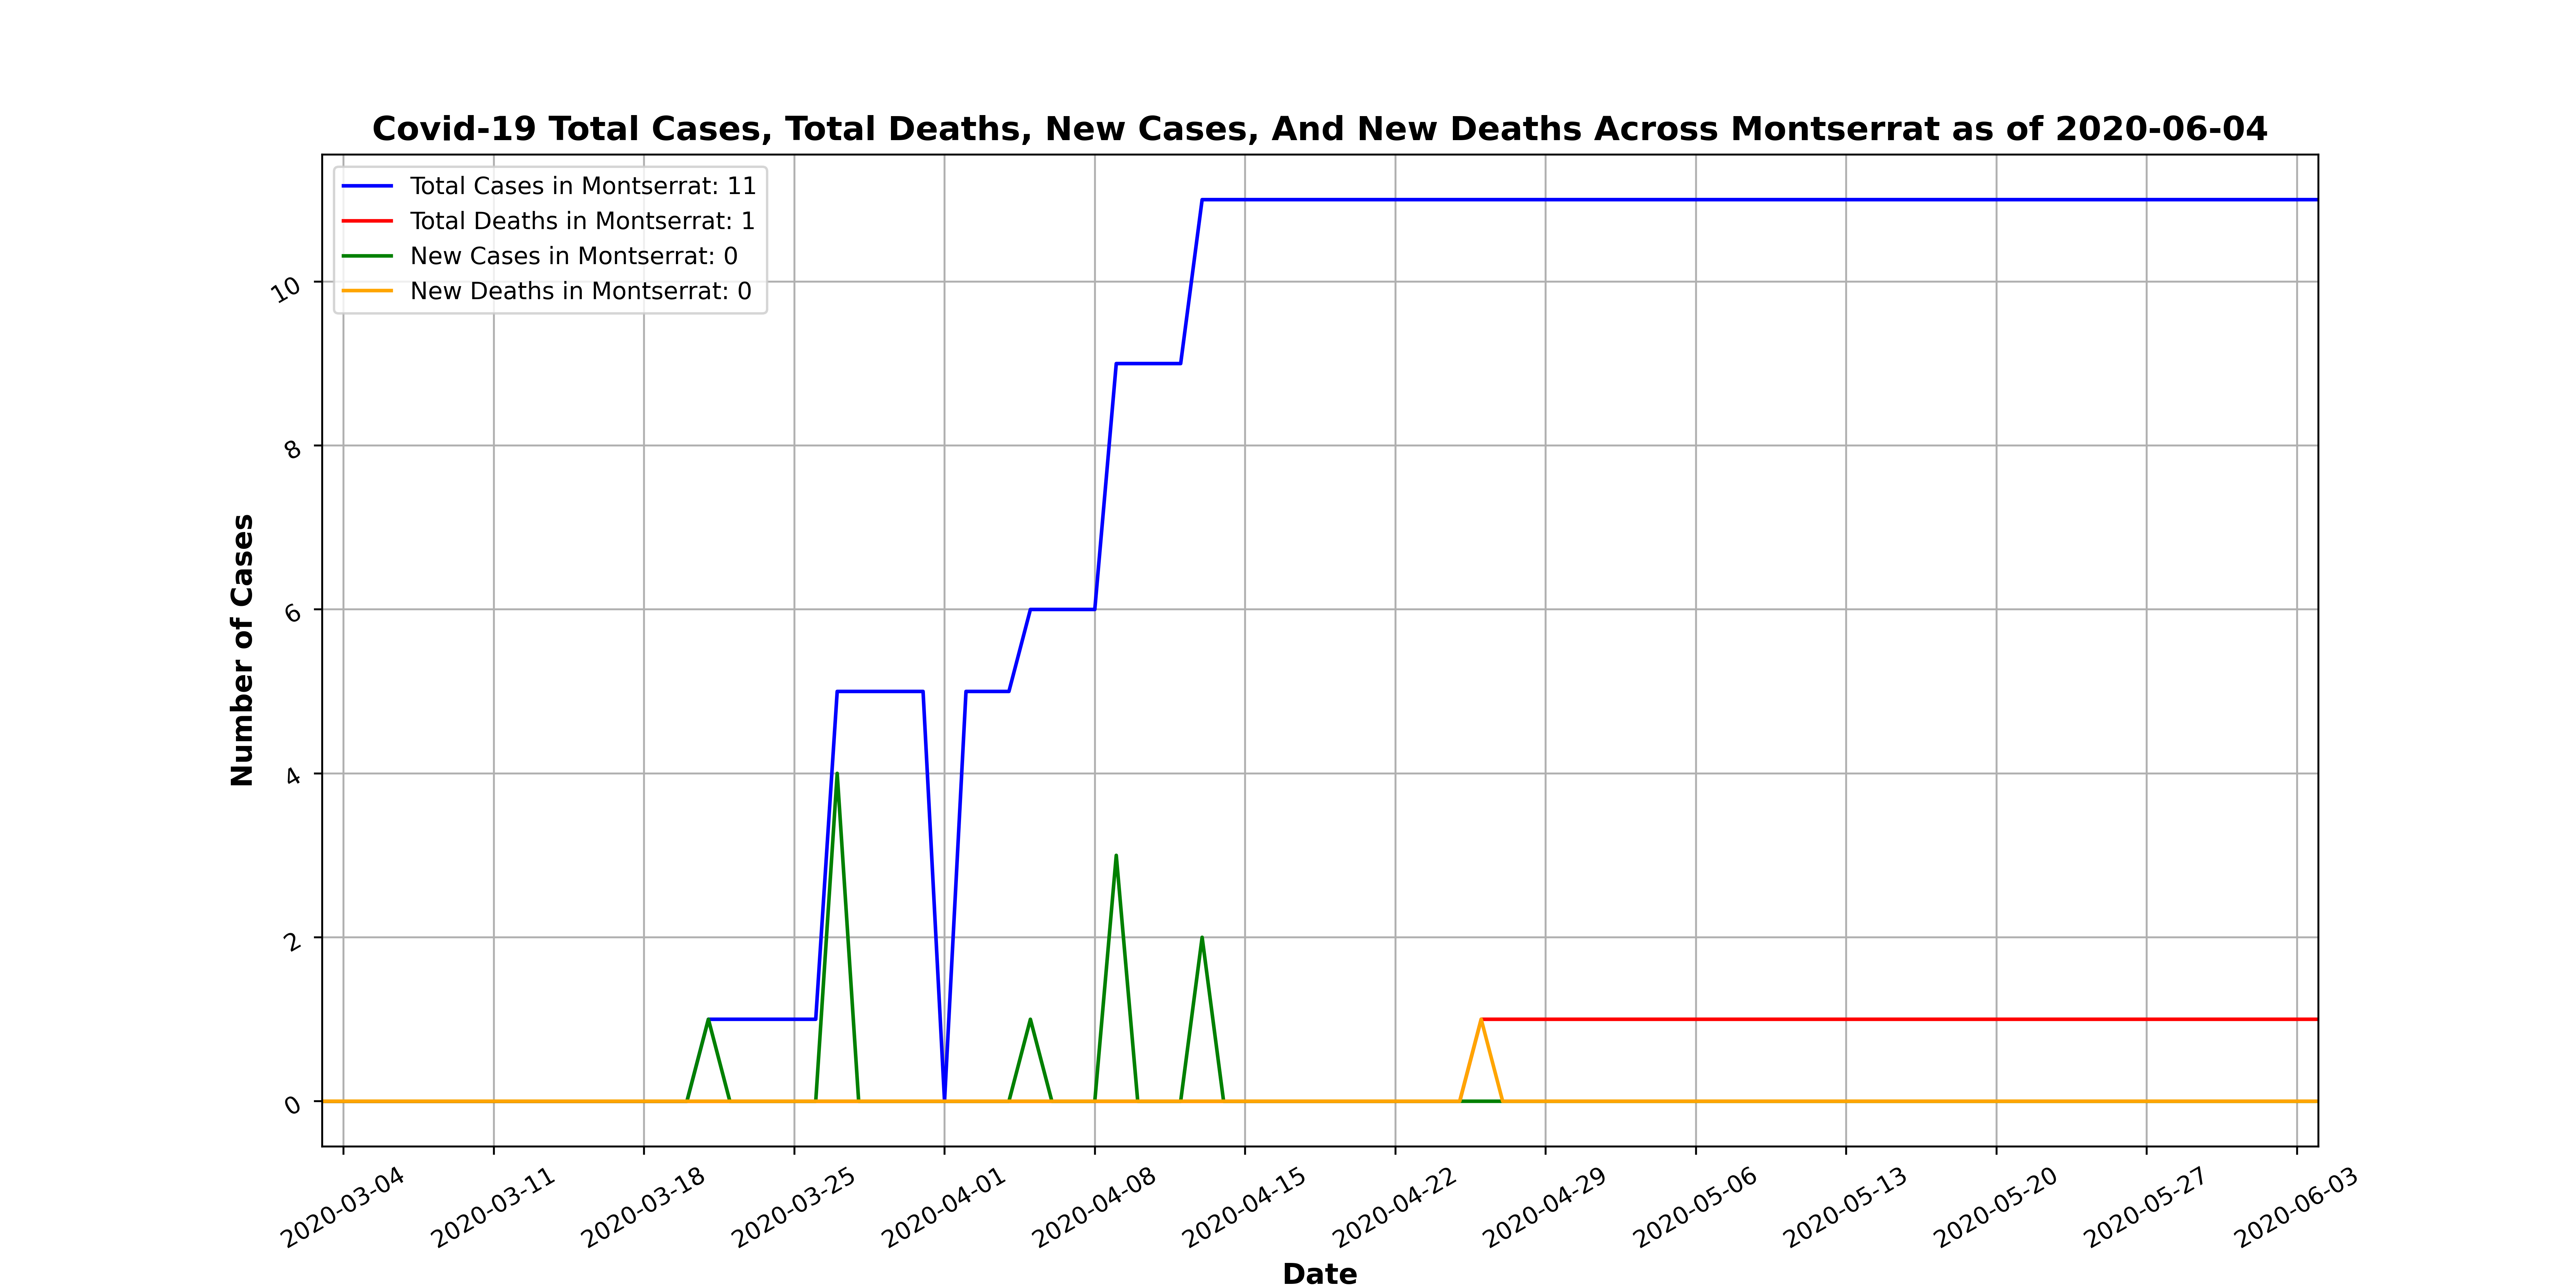 Covid-19 Total Cases, Total Deaths, New Cases, And New Deaths Across Montserrat as of 2020-06-04
Total Cases in Montserrat: 11
Total Deaths in Montserrat: 1
New Cases in Montserrat: 0
New Deaths in Montserrat: 0
Number of Cases
10
8
6
4
2
0
2020-03-04
2020-03-11
2020-03-18
2020-03-25
2020-04-01
2020-04-08
2020-04-15
2020-04-22
2020-04-29
2020-05-06
2020-05-13
2020-05-20
2020-05-27
2020-06-03
Date